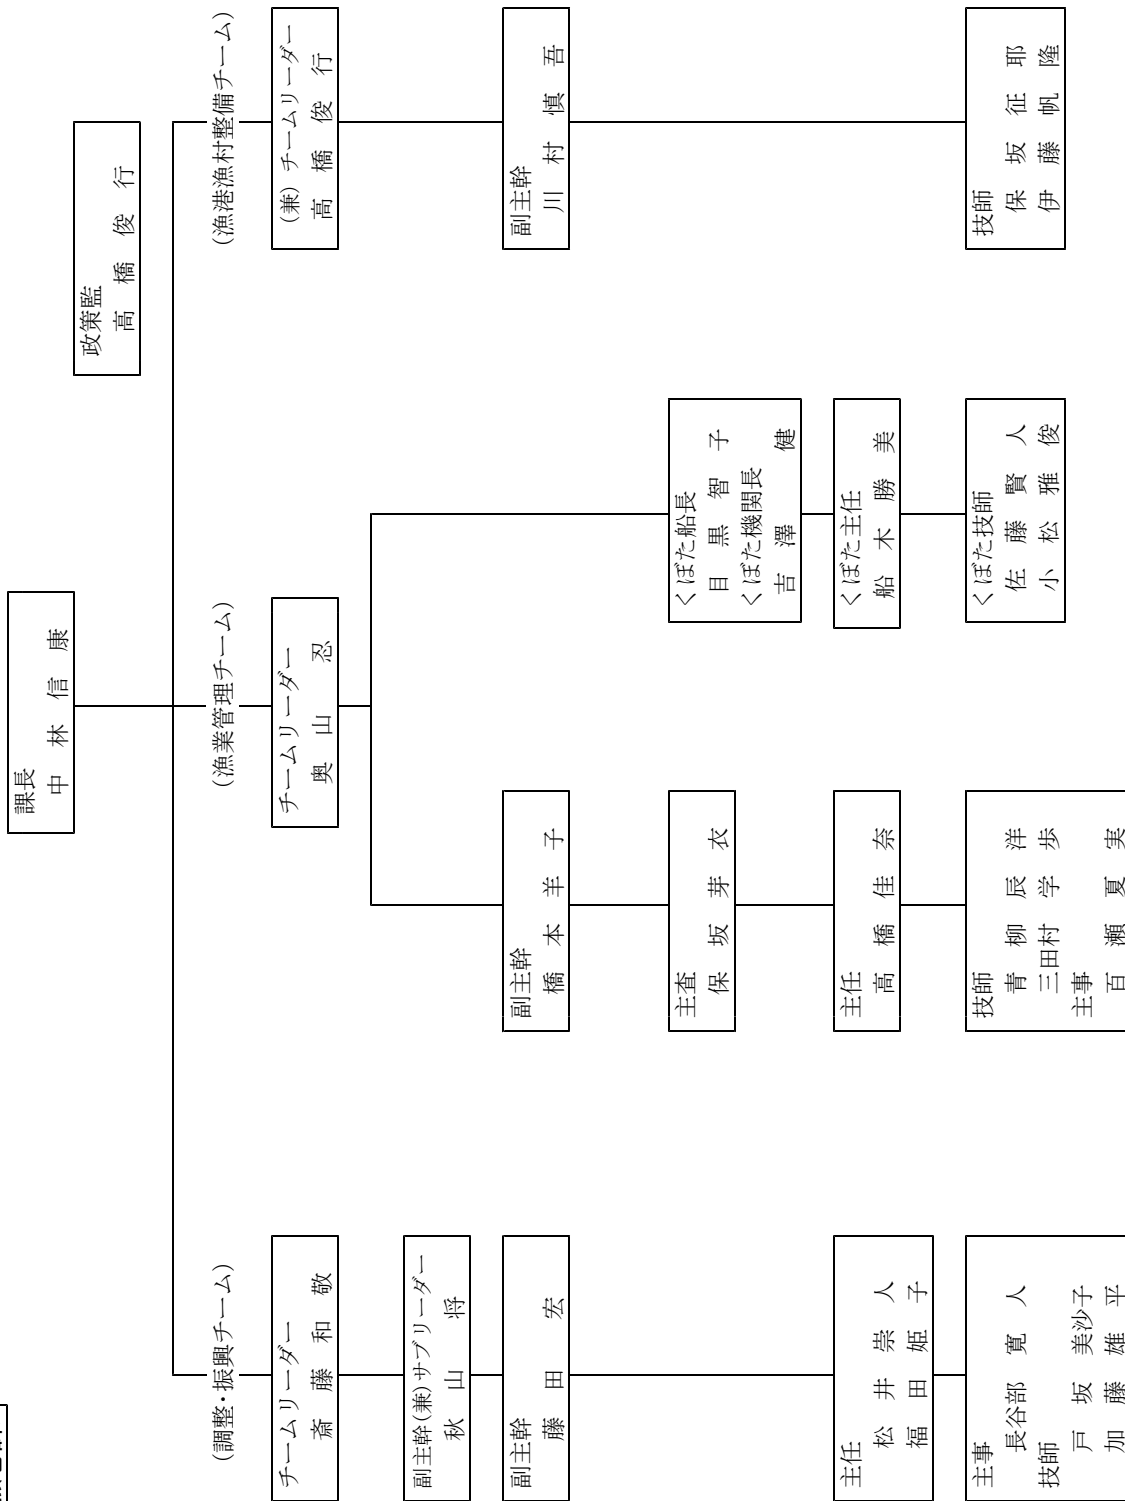 課長
中林信康
政策監
高橋俊行
(調整・振興チーム)
チームリーダー
斎藤和敬
副主幹(兼)サブリーダー
秋山将
副主幹
藤田宏
主任
松井崇人
福田姫子
主事
長谷部寛人
技師
戸坂美沙子
加藤雄平
(漁業管理チーム)
チームリーダー
奥山忍
副主幹
橋本羊子
主査
保坂芽衣
主任
高橋佳奈
技師
青柳辰洋
三田村学歩
主事
百瀬夏実
くぼた船長
目黒智子
くぼた機関長
吉澤健
くぼた主任
船木勝美
くぼた技師
佐藤賢人
小松雅俊
(漁港漁村整備チーム)
(兼)チームリーダー
高橋俊行
副主幹
川村慎吾
技師
保坂征耶
伊藤帆隆